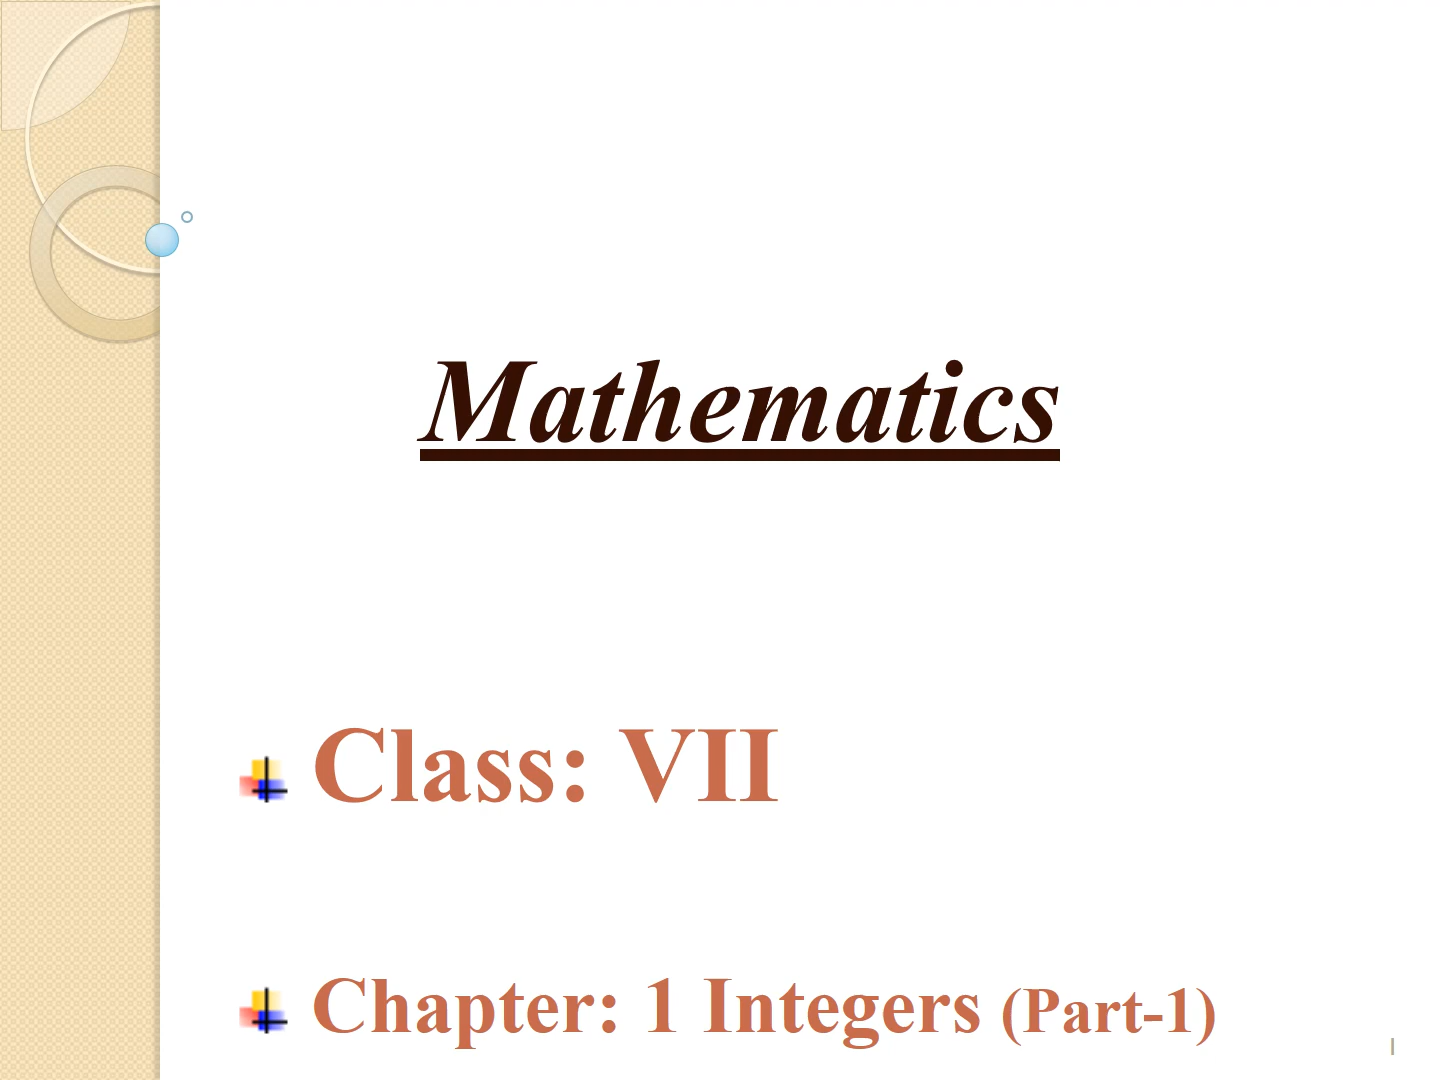 Mathematics
Class: VII
Chapter: 1 Integers (Part-1)
1